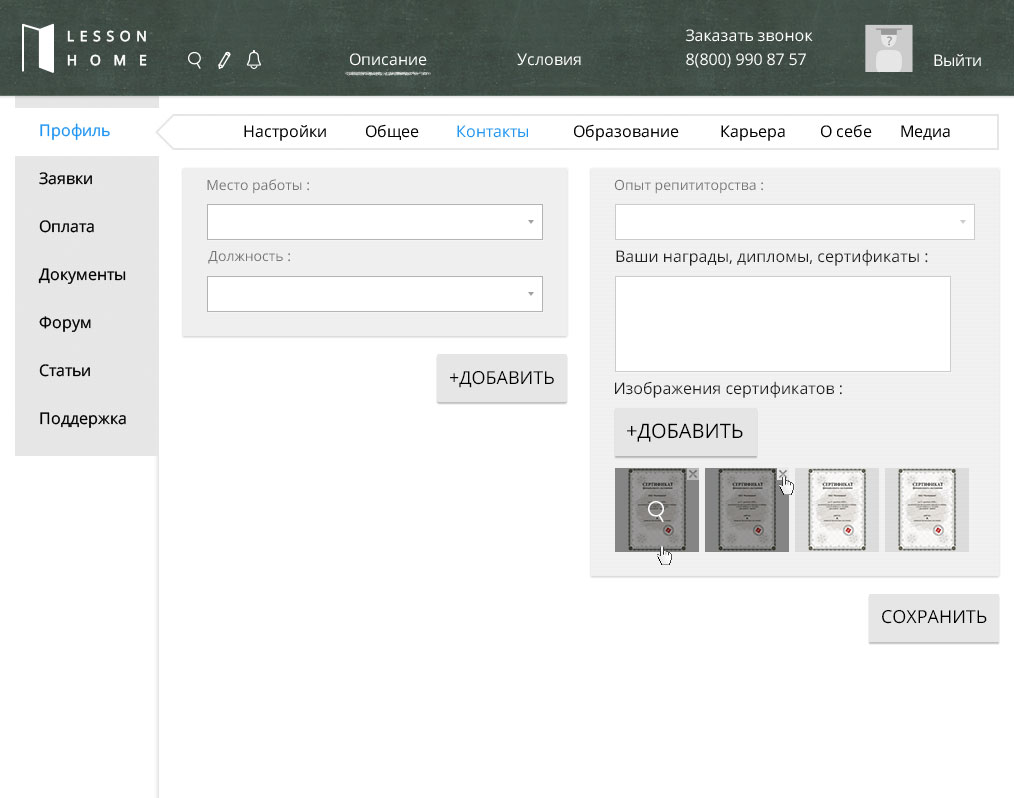 LESSON
HOME
Описание
Условия
Заказать звонок
8(800) 990 87 57
?
Выйти
Профиль
Настройки
Общее
Контакты
Образование
Карьера
О себе
Медиа
Заявки
Оплата
Документы
Форум
Статьи
Поддержка
Место работы :
Должность :
+ДОБАВИТЬ
Опыт репититорства :
Ваши награды, дипломы, сертификаты :
Изображения сертификатов :
+ДОБАВИТЬ
СЕРТИФИКАТ
СЕРТИФИКАТ
СЕРТИФИКАТ
СЕРТИФИКАТ
СОХРАНИТЬ